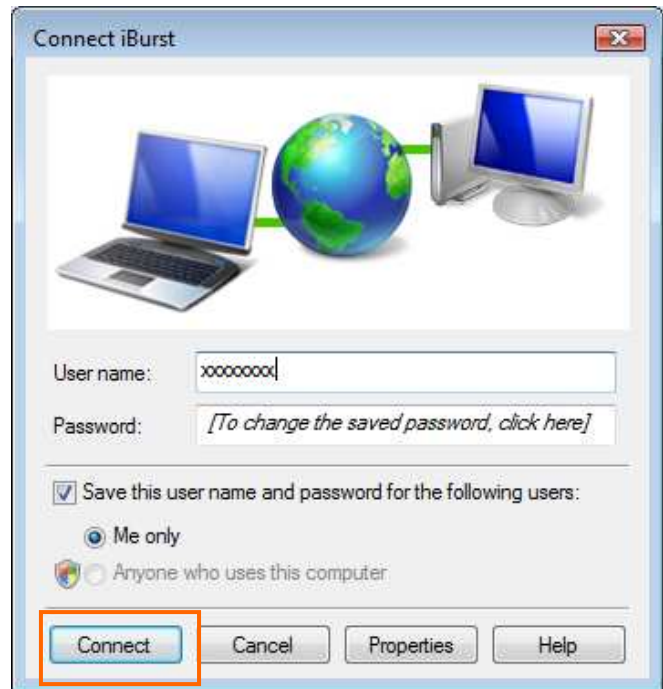 Connect iBurst
User name: xxxxxxxx
Password: [To change the saved password, click here]
Save this user name and password for the following users:
Me only
Anyone who uses this computer
Connect Cancel Properties Help